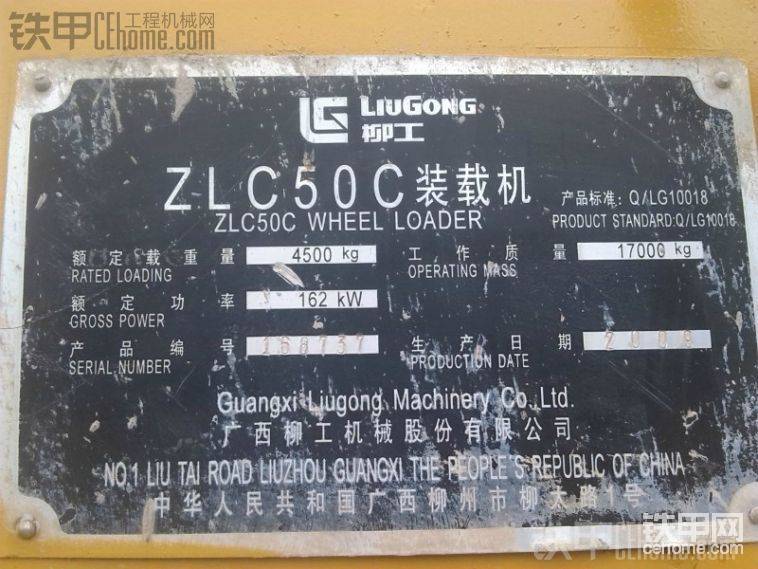 铁甲 工程机械网
CEhome.com
LG LIUGONG
柳工
ZLC50C装载机
ZLC50C WHEEL LOADER
产品标准: Q/LG10018
PRODUCT STANDARD:Q/LG10018
额定载重量 4500 kg 工作质量 17000 kg
RATED LOADING OPERATING MASS
额定功率 162 kW
GROSS POWER
产品编号 168737 生产日期 2009
SERIAL NUMBER PRODUCTION DATE
Guangxi Liugong Machinery Co., Ltd.
广西柳工机械股份有限公司
NO.1 LIU TAI ROAD LIUZHOU GUANGXI THE PEOPLE'S REPUBLIC OF CHINA
中华人民共和国广西柳州市柳太路1号
铁甲网
cehome.com